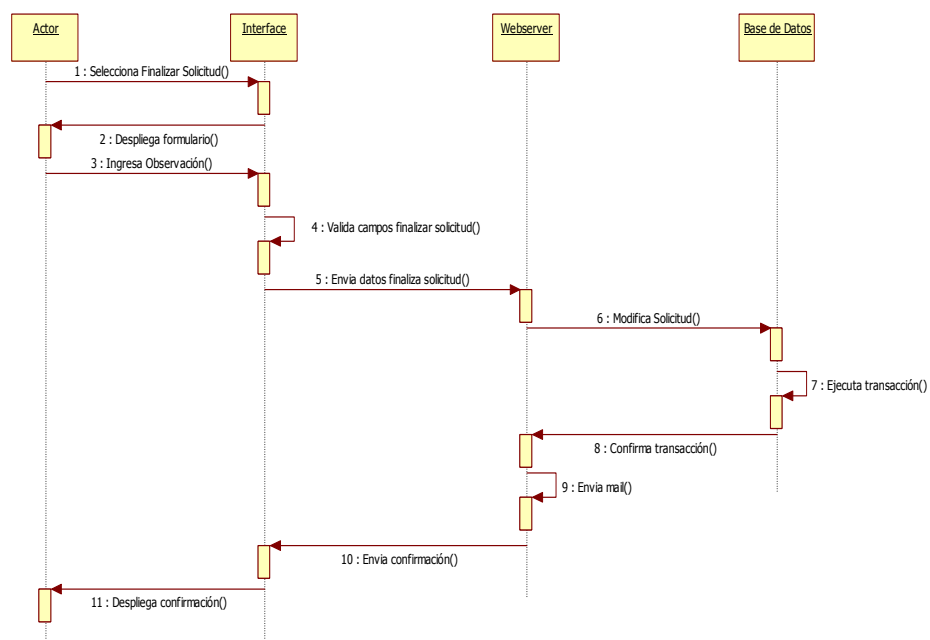 Actor
Interface
Webserver
Base de Datos
1 : Selecciona Finalizar Solicitud()
2 : Despliega formulario()
3 : Ingresa Observación()
4 : Valida campos finalizar solicitud()
5 : Envia datos finaliza solicitud()
6 : Modifica Solicitud()
7 : Ejecuta transacción()
8 : Confirma transacción()
9 : Envia mail()
10 : Envia confirmación()
11 : Despliega confirmación()